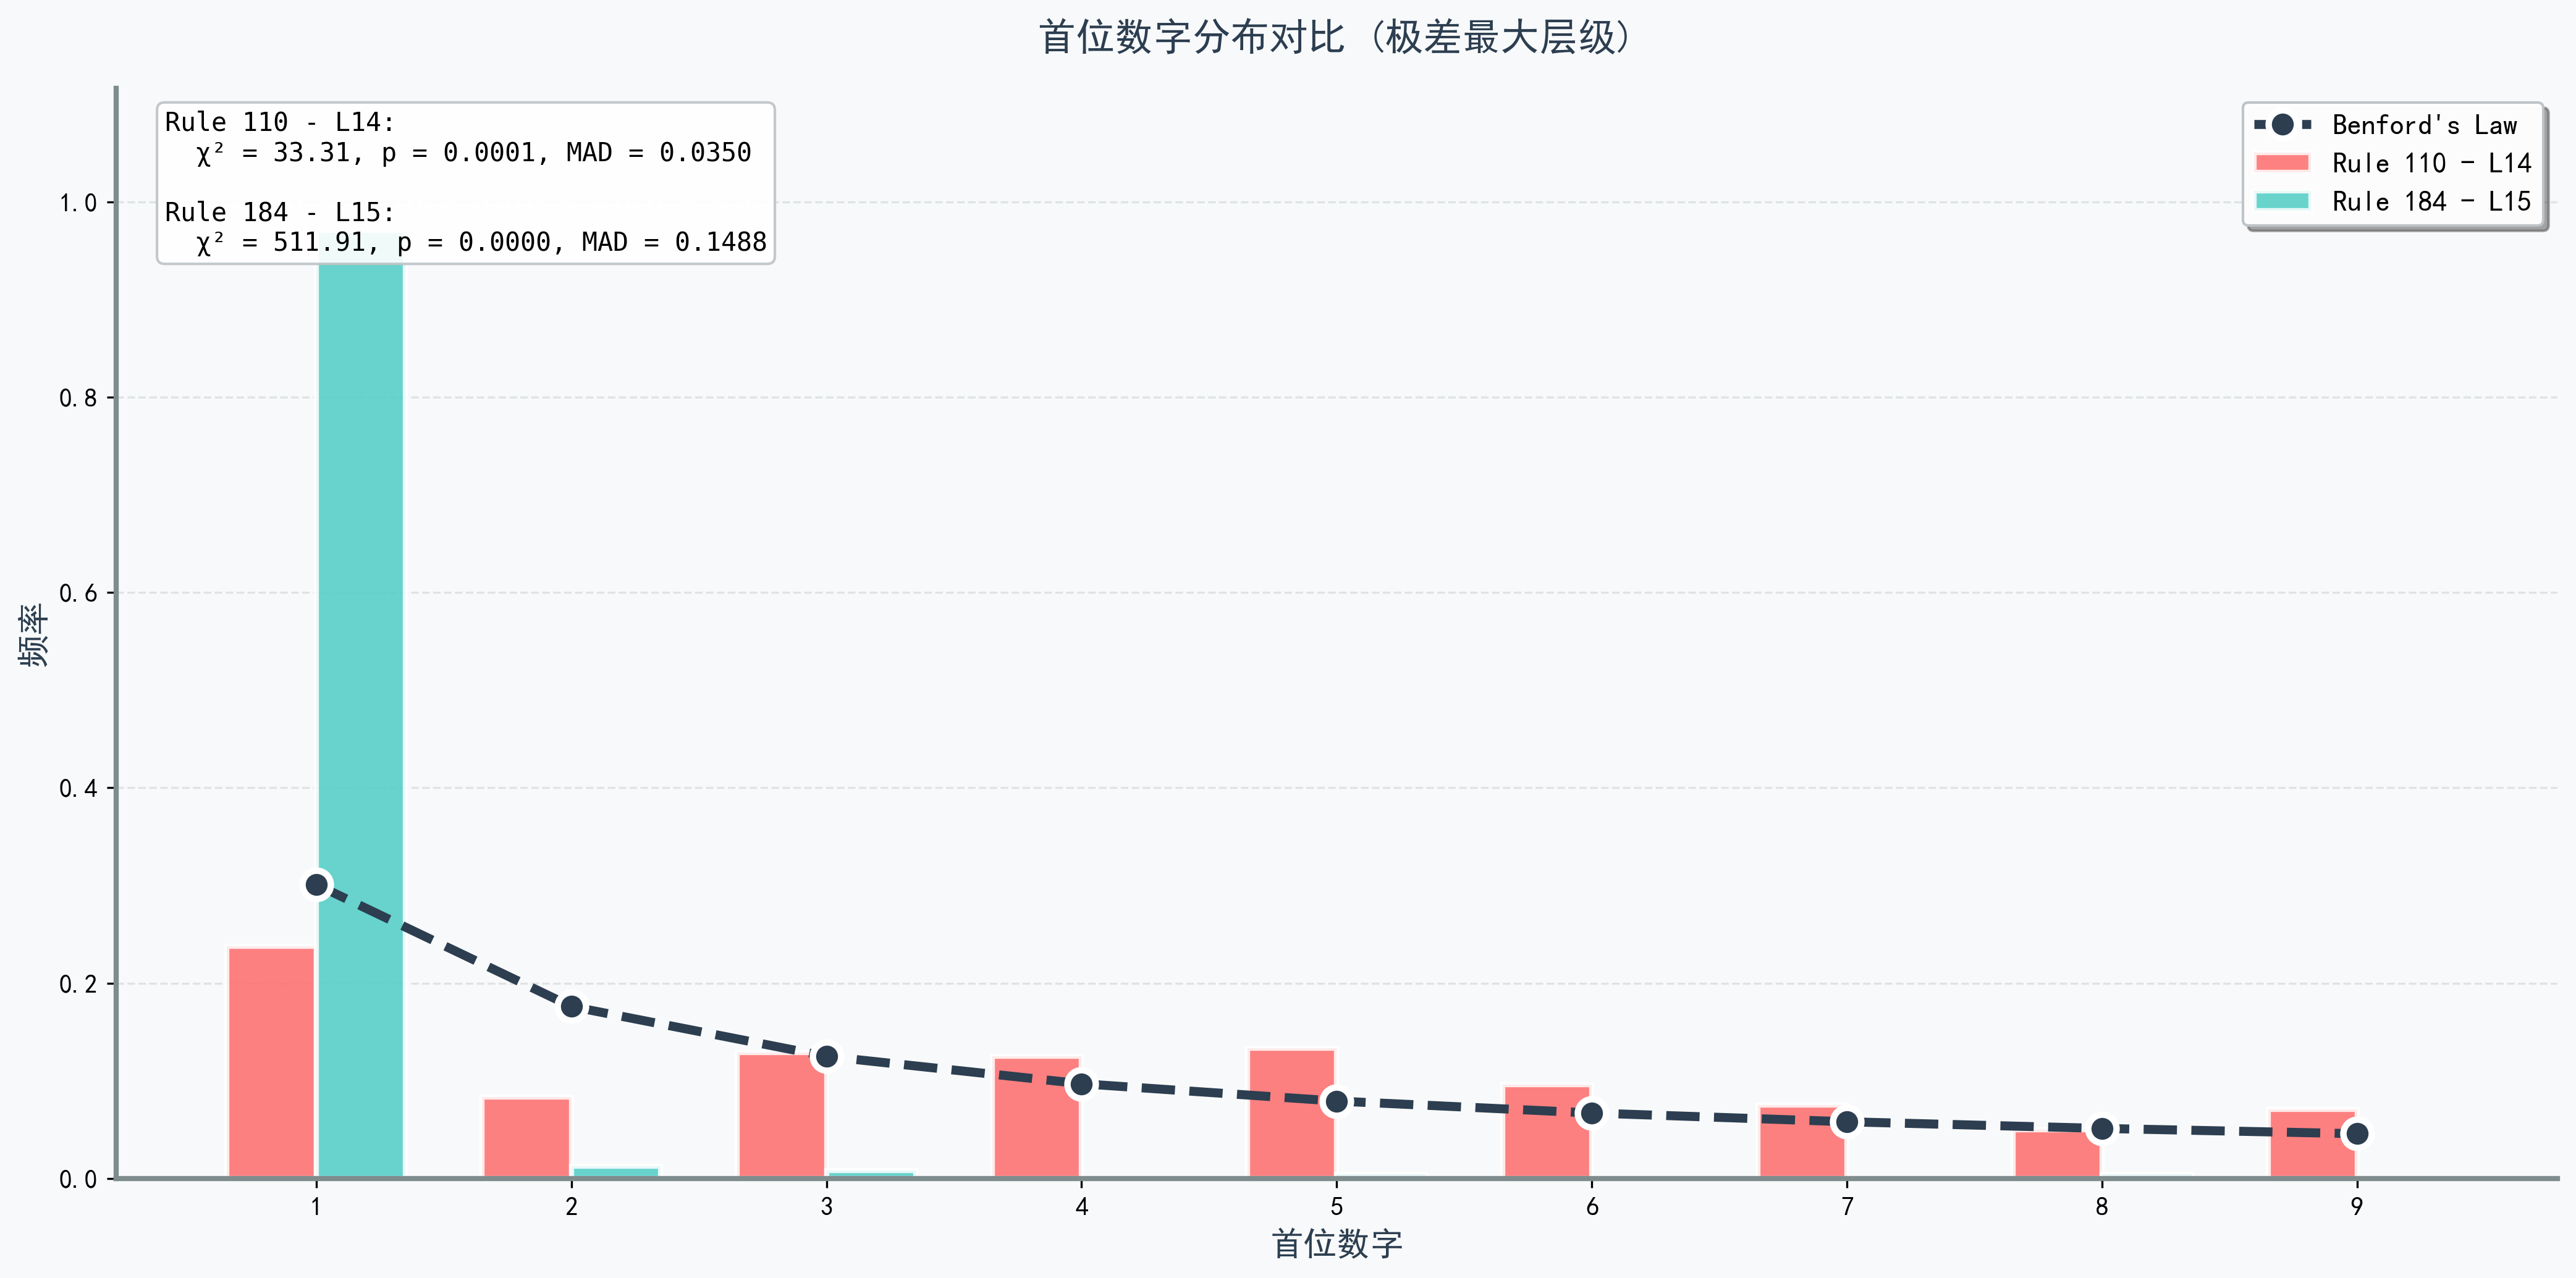 首位数字分布对比 (极差最大层级)
Rule 110 - L14:
χ² = 33.31, p = 0.0001, MAD = 0.0350
Rule 184 - L15:
χ² = 511.91, p = 0.0000, MAD = 0.1488
Benford's Law
Rule 110 - L14
Rule 184 - L15
频率
1.0
0.8
0.6
0.4
0.2
0.0
1 2 3 4 5 6 7 8 9
首位数字